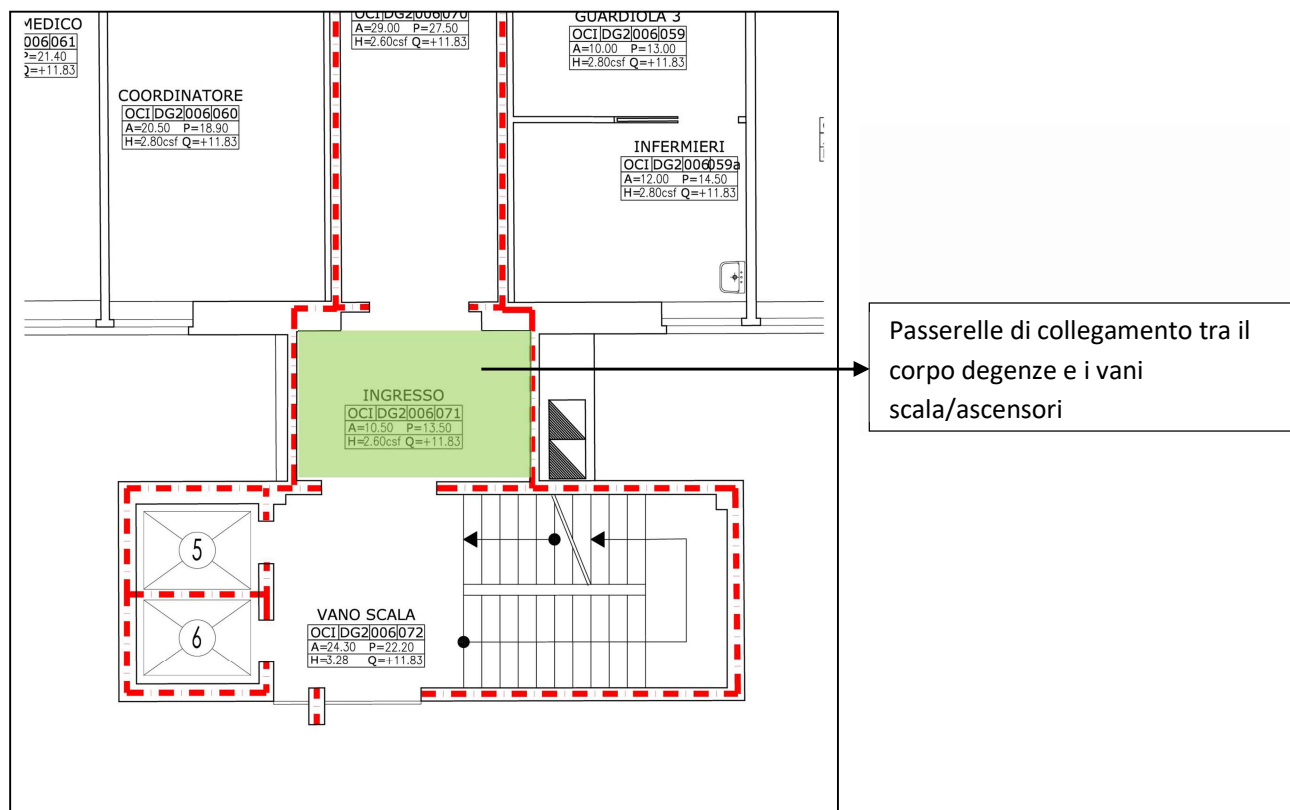 MEDICO
006|061
P=21.40
Q=+11.83
COORDINATORE
OCI|DG2|006|060
A=20.50 P=18.90
H=2.80csf Q=+11.83
OCI|DG2|006|070
A=29.00 P=27.50
H=2.60csf Q=+11.83
GUARDIOLA 3
OCI|DG2|006|059
A=10.00 P=13.00
H=2.80csf Q=+11.83
INFERMIERI
OCI|DG2|006|059a
A=12.00 P=14.50
H=2.80csf Q=+11.83
INGRESSO
OCI|DG2|006|071
A=10.50 P=13.50
H=2.60csf Q=+11.83
Passerelle di collegamento tra il
corpo degenze e i vani
scala/ascensori
5
6
VANO SCALA
OCI|DG2|006|072
A=24.30 P=22.20
H=3.28 Q=+11.83